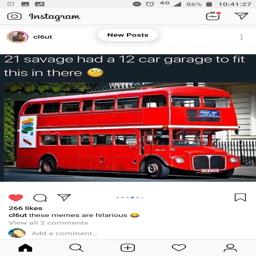 4G 86% 10:41:27
Instagram
cl6ut
New Posts
21 savage had a 12 car garage to fit
this in there 🤔
266 likes
cl6ut these memes are hilarious 😂
View all 2 comments
Add a comment...